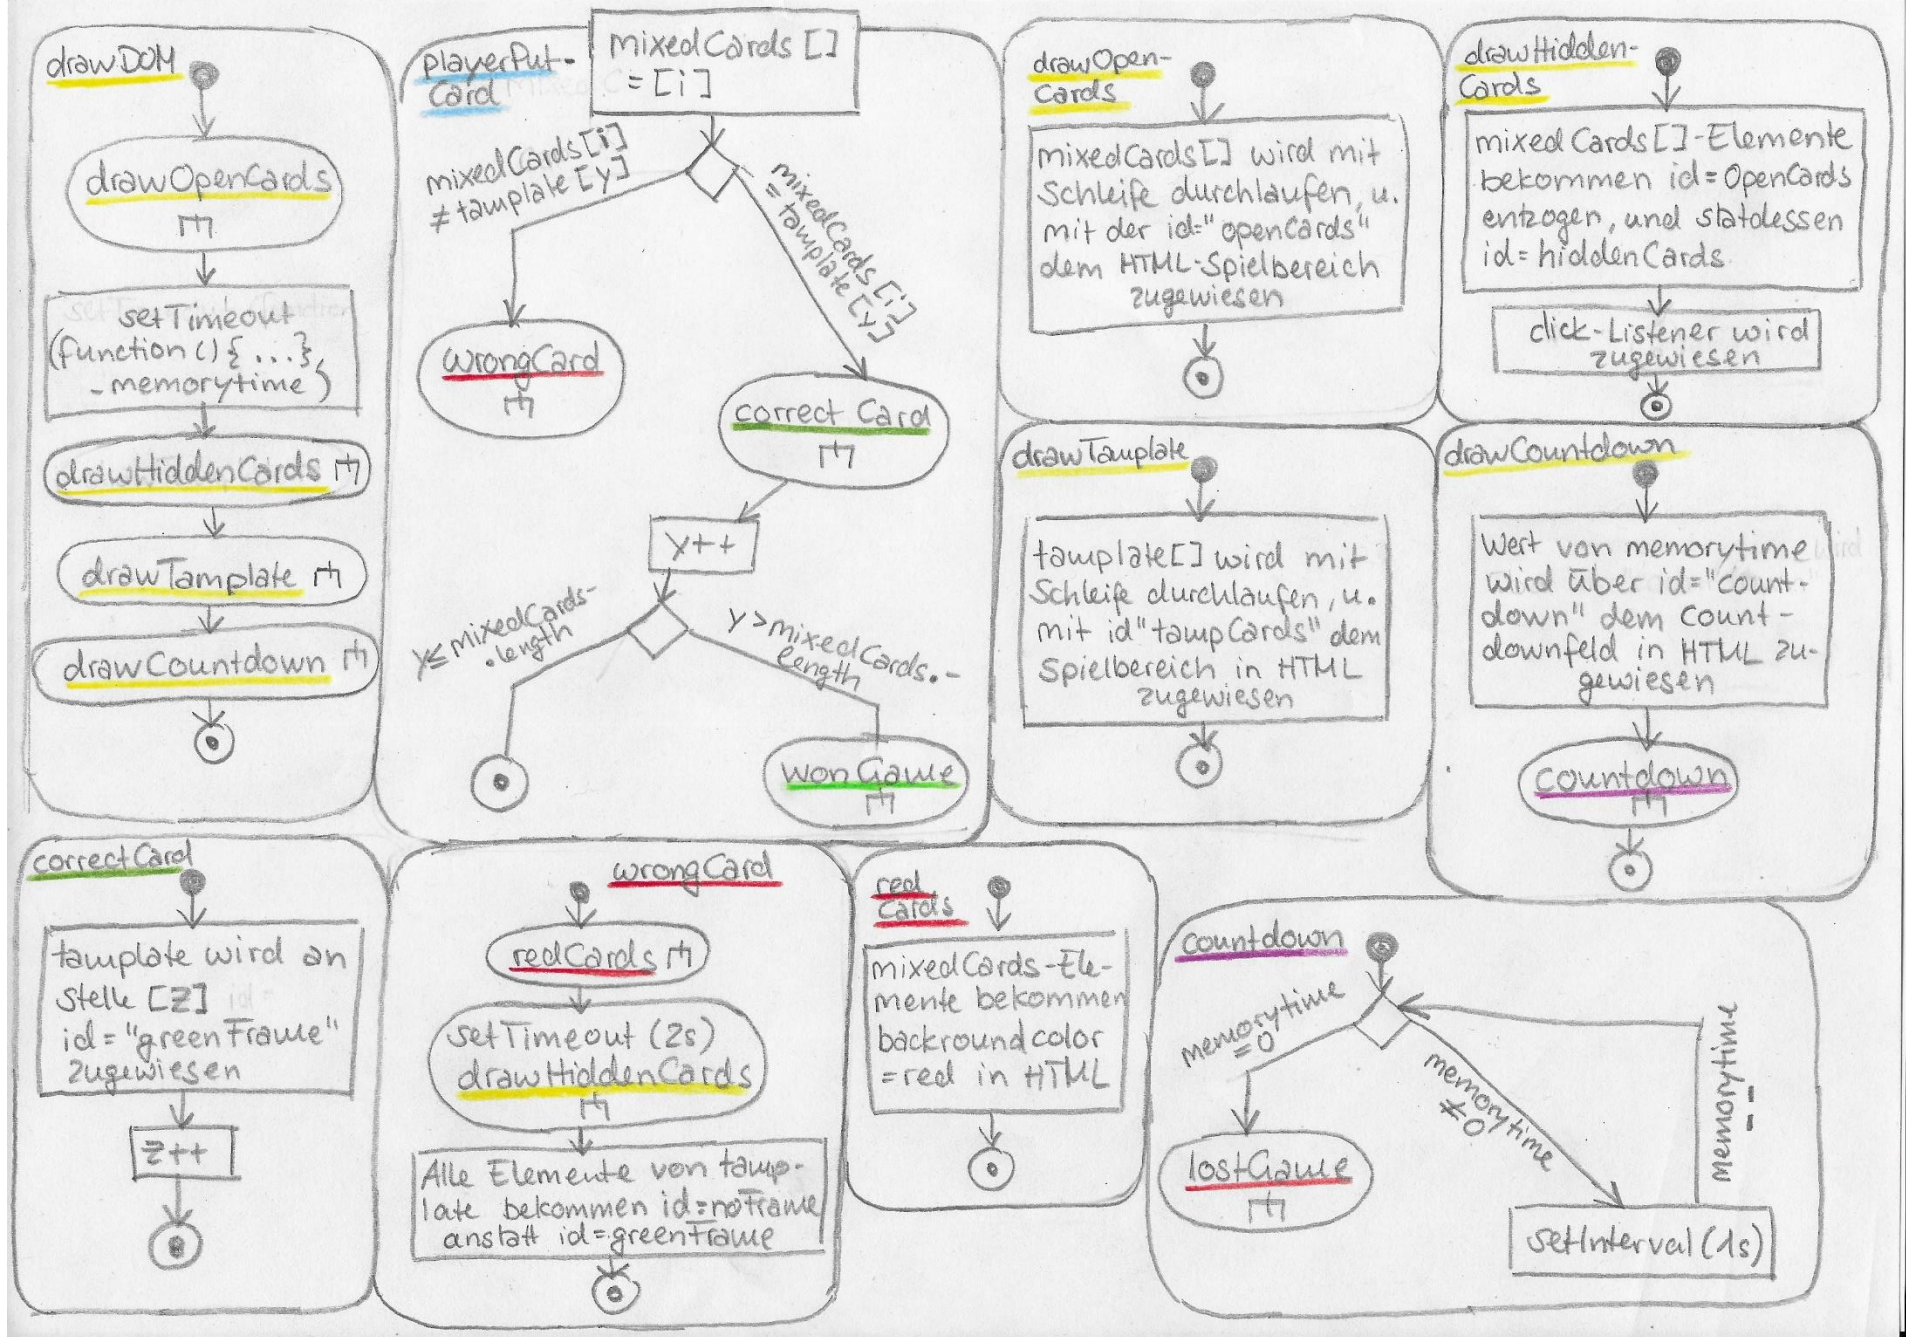 drawDOM
drawOpenCards
setTimeout
(function () { ... },
- memorytime )
drawHiddenCards
drawTamplate
drawCountdown
playerPut-
Card
mixedCards []
= [i]
mixedCards [i]
≠ tamplate [y]
mixedCards [i]
= tamplate [y]
WrongCard
correct Card
y++
y ≤ mixedCards-
.length
y > mixedCards.-
length
wonGame
drawOpen-
Cards
mixedCards[] wird mit
Schleife durchlaufen, u.
mit der id="openCards"
dem HTML-Spielbereich
zugewiesen
drawHidden-
Cards
mixedCards[]-Elemente
bekommen id=OpenCards
entzogen, und statdessen
id=hiddenCards
click-Listener wird
zugewiesen
drawTamplate
tamplate[] wird mit
Schleife durchlaufen, u.
mit id"tampCards" dem
Spielbereich in HTML
zugewiesen
drawCountdown
Wert von memorytime
wird über id="count-
down" dem Count-
downfeld in HTML zu-
gewiesen
countdown
correctCard
tamplate wird an
Stelle [z]
id="greenFrame"
zugewiesen
z++
wrongCard
redCards
setTimeout (2s)
drawHiddenCards
Alle Elemente von tamp-
late bekommen id=noFrame
anstatt id=greenFrame
red
Cards
mixedCards-Ele-
mente bekommen
backroundcolor
=red in HTML
countdown
memorytime
=0
memorytime
≠0
memorytime
--
lostGame
setInterval (1s)